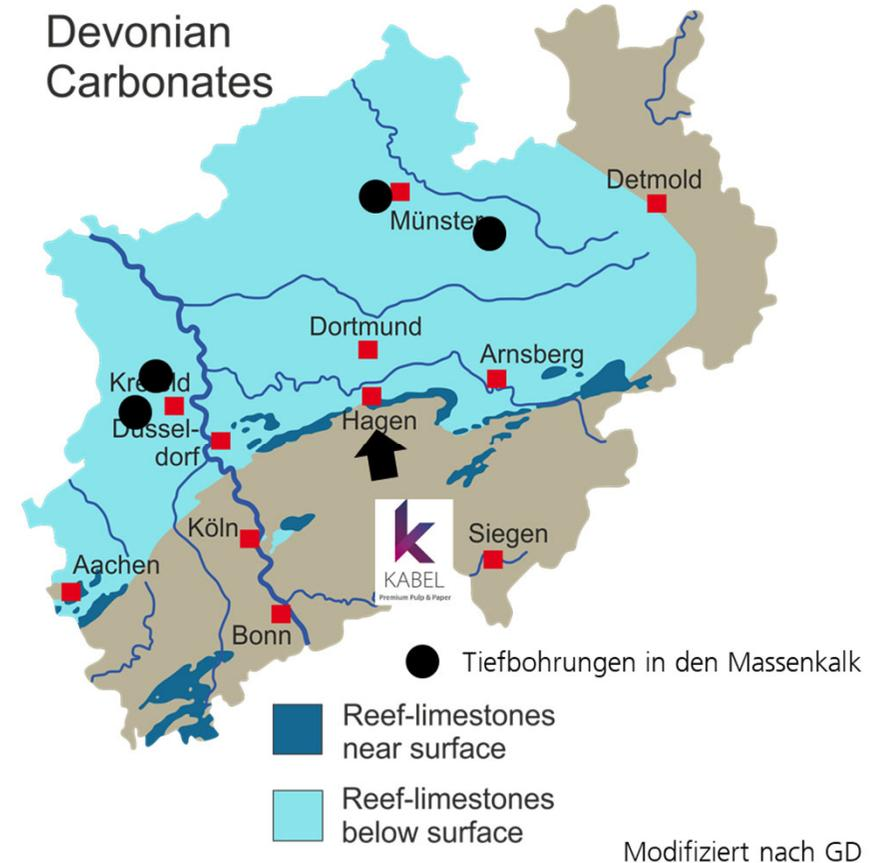 Devonian
Carbonates
Detmold
Münster
Dortmund
Arnsberg
Krefeld
Hagen
Düssel-
dorf
Köln
Siegen
KABEL
Premium Pulp & Paper
Aachen
Bonn
Tiefbohrungen in den Massenkalk
Reef-limestones
near surface
Reef-limestones
below surface
Modifiziert nach GD